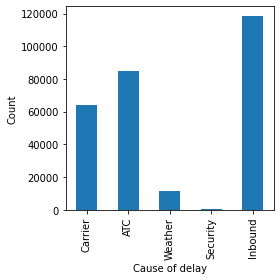 120000
100000
80000
60000
40000
20000
0
Count
Carrier
ATC
Weather
Security
Inbound
Cause of delay